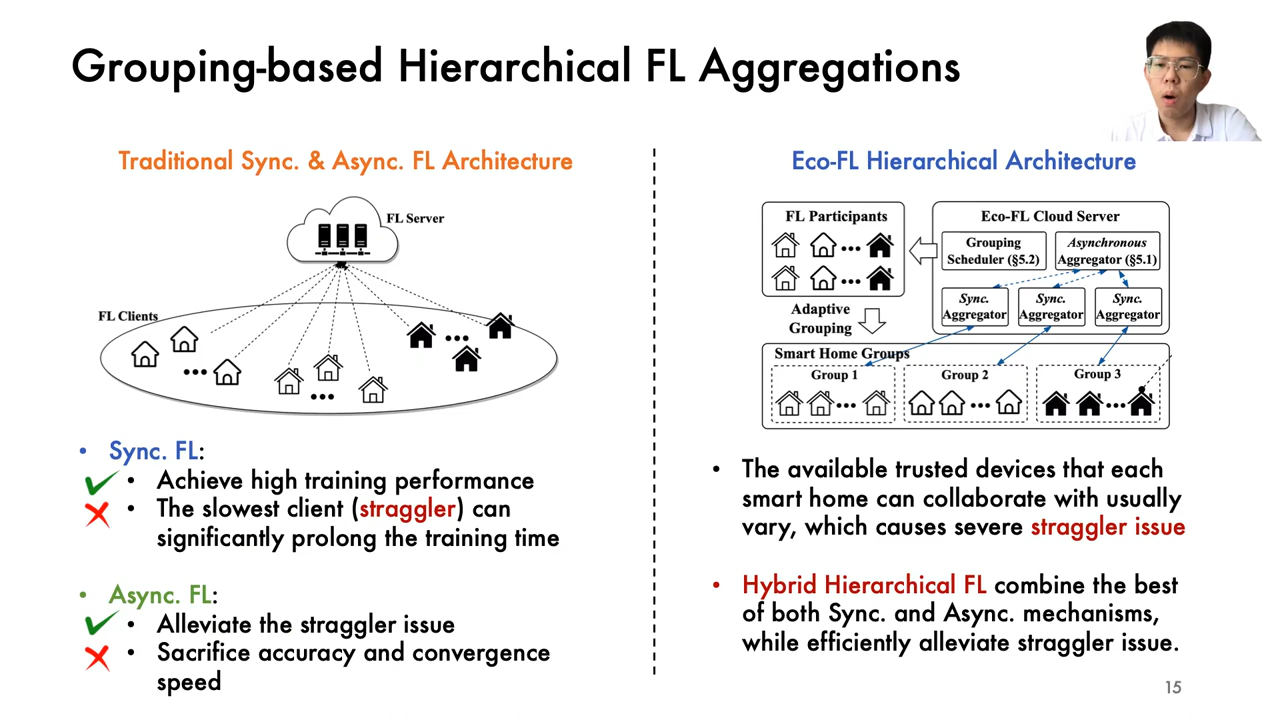 Grouping-based Hierarchical FL Aggregations
Traditional Sync. & Async. FL Architecture
FL Server
FL Clients
• Sync. FL:
• Achieve high training performance
• The slowest client (straggler) can
significantly prolong the training time
• Async. FL:
• Alleviate the straggler issue
• Sacrifice accuracy and convergence
speed
Eco-FL Hierarchical Architecture
FL Participants
Eco-FL Cloud Server
Grouping
Scheduler (§5.2)
Asynchronous
Aggregator (§5.1)
Sync.
Aggregator
Sync.
Aggregator
Sync.
Aggregator
Adaptive
Grouping
Smart Home Groups
Group 1
Group 2
Group 3
• The available trusted devices that each
smart home can collaborate with usually
vary, which causes severe straggler issue
• Hybrid Hierarchical FL combine the best
of both Sync. and Async. mechanisms,
while efficiently alleviate straggler issue.
15